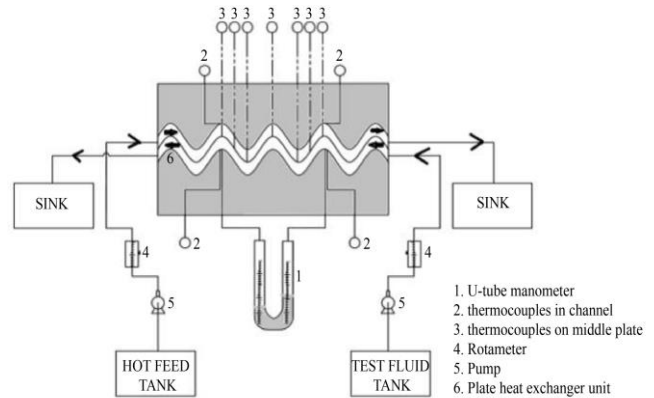 3 3 3 3 3 3 3
2 2
6
SINK
SINK
2 2
4 1 4
5 5
HOT FEED
TANK
TEST FLUID
TANK
1. U-tube manometer
2. thermocouples in channel
3. thermocouples on middle plate
4. Rotameter
5. Pump
6. Plate heat exchanger unit